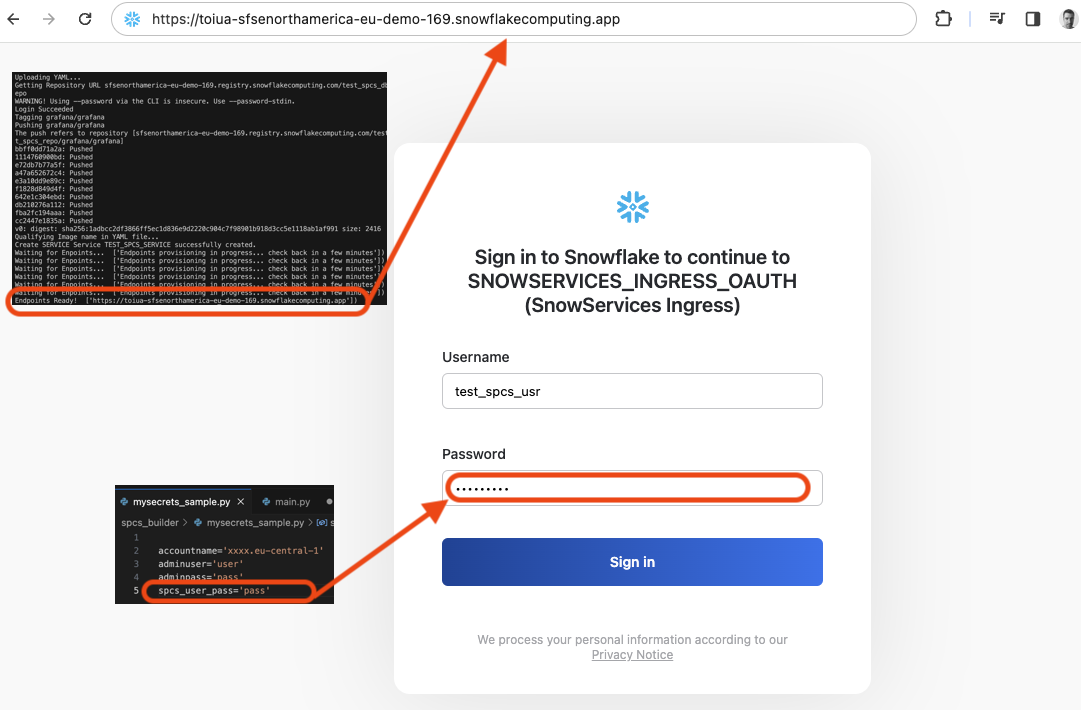 https://toiua-sfsenorthamerica-eu-demo-169.snowflakecomputing.app
Uploading YAML...
Getting Repository URL sfsenorthamerica-eu-demo-169.registry.snowflakecomputing.com/test_spcs_db
epo
WARNING! Using --password via the CLI is insecure. Use --password-stdin.
Login Succeeded
Tagging grafana/grafana
Pushing grafana/grafana
The push refers to repository [sfsenorthamerica-eu-demo-169.registry.snowflakecomputing.com/test
t_spcs_repo/grafana/grafana]
bbff0dd71a2a: Pushed
1114760900bd: Pushed
e72db7b77a5f: Pushed
a47a652672c4: Pushed
e3a10dd9e89c: Pushed
f1828d849d4f: Pushed
642e1c304ebd: Pushed
db210276a112: Pushed
fba2fc194aaa: Pushed
cc2447e1835a: Pushed
v0: digest: sha256:1adbcc2df3866ff5ec1d836e9d2220c904c7f98901b918d3cc5e1118ab1af991 size: 2416
Qualifying Image name in YAML file...
Create SERVICE Service TEST_SPCS_SERVICE successfully created.
Waiting for Enpoints... ['Endpoints provisioning in progress... check back in a few minutes'])
Waiting for Enpoints... ['Endpoints provisioning in progress... check back in a few minutes'])
Waiting for Enpoints... ['Endpoints provisioning in progress... check back in a few minutes'])
Waiting for Enpoints... ['Endpoints provisioning in progress... check back in a few minutes'])
Waiting for Enpoints... ['Endpoints provisioning in progress... check back in a few minutes'])
Waiting for Enpoints... ['Endpoints provisioning in progress... check back in a few minutes'])
Endpoints Ready! ['https://toiua-sfsenorthamerica-eu-demo-169.snowflakecomputing.app'])
Sign in to Snowflake to continue to
SNOWSERVICES_INGRESS_OAUTH
(SnowServices Ingress)
Username
test_spcs_usr
Password
•••••••••
Sign in
We process your personal information according to our
Privacy Notice
mysecrets_sample.py × main.py ●
spcs_builder > mysecrets_sample.py > s
1
2 accountname='xxxx.eu-central-1'
3 adminuser='user'
4 adminpass='pass'
5 spcs_user_pass='pass'